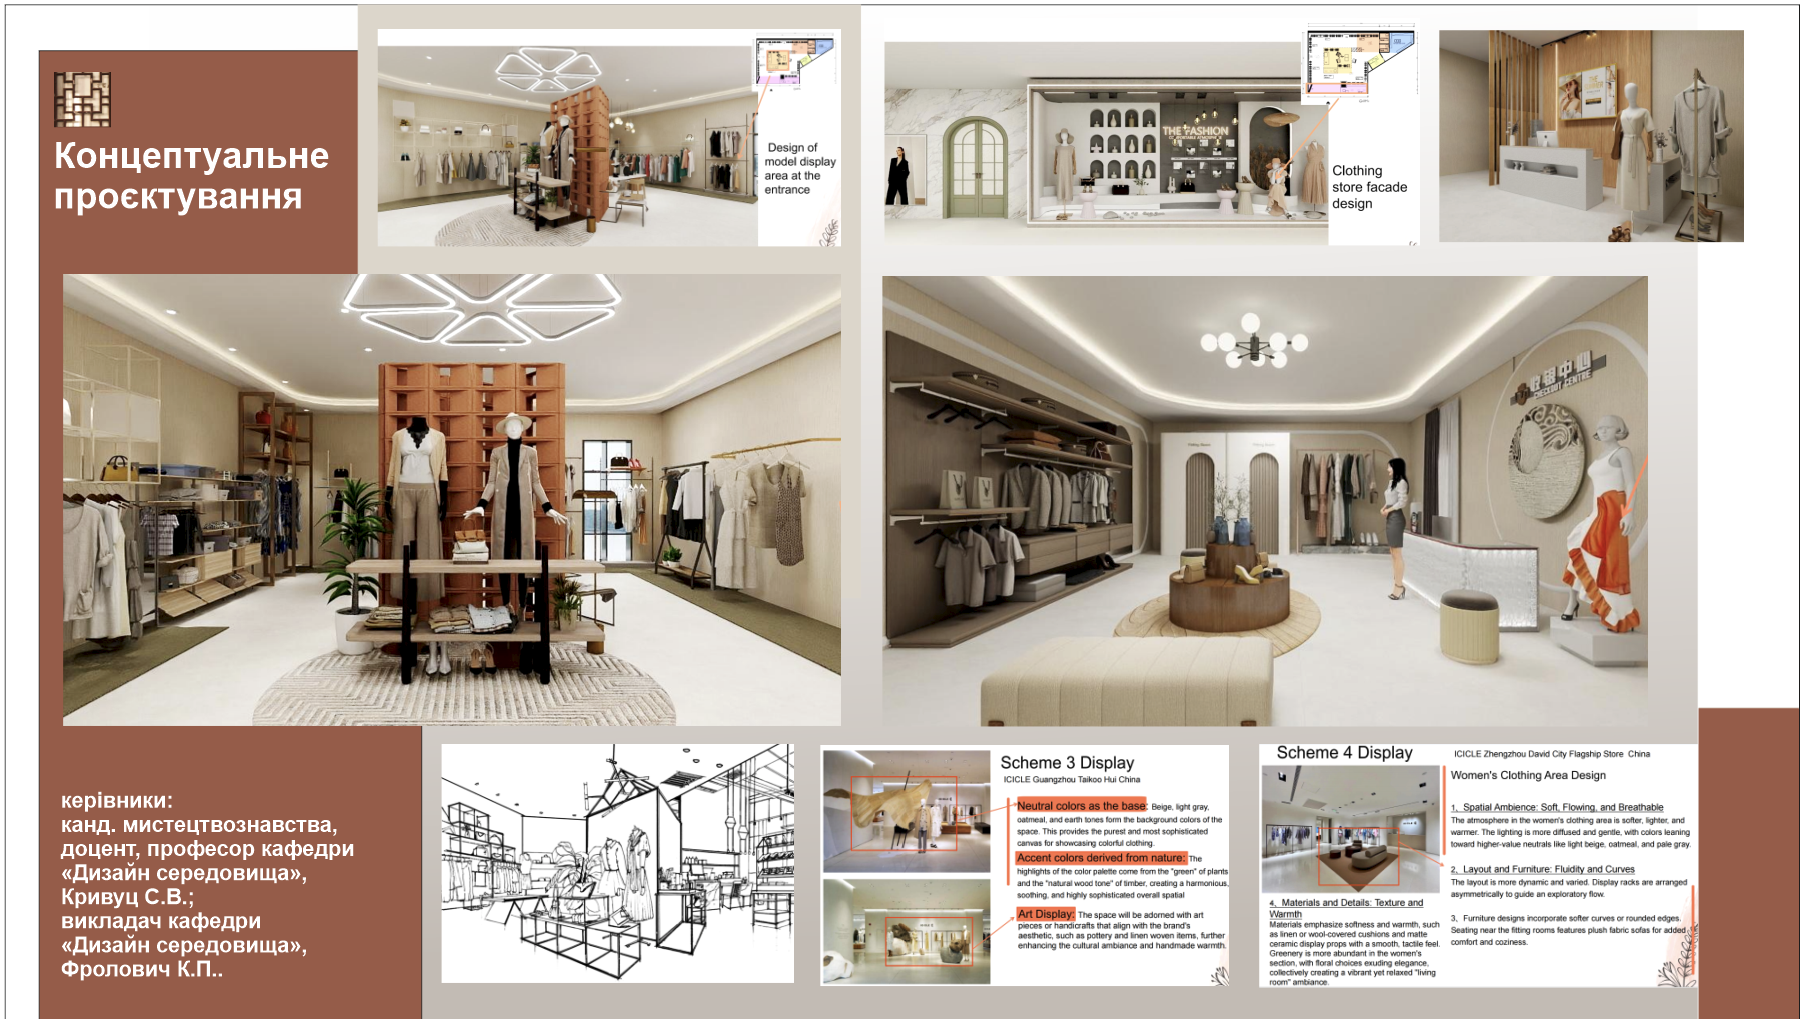 Концептуальне
проєктування
Design of
model display
area at the
entrance
THE FASHION
Clothing
store facade
design
收银中心
CHECKOUT CENTRE
керівники:
канд. мистецтвознавства,
доцент, професор кафедри
«Дизайн середовища»,
Кривуц С.В.;
викладач кафедри
«Дизайн середовища»,
Фролович К.П..
Scheme 3 Display
ICICLE Guangzhou Taikoo Hui China
Neutral colors as the base: Beige, light gray,
oatmeal, and earth tones form the background colors of the
space. This provides the purest and most sophisticated
canvas for showcasing colorful clothing.
Accent colors derived from nature: The
highlights of the color palette come from the "green" of plants
and the "natural wood tone" of timber, creating a harmonious,
soothing, and highly sophisticated overall spatial
Art Display: The space will be adorned with art
pieces or handicrafts that align with the brand's
aesthetic, such as pottery and linen woven items, further
enhancing the cultural ambiance and handmade warmth.
Scheme 4 Display
ICICLE Zhengzhou David City Flagship Store China
Women's Clothing Area Design
1、Spatial Ambience: Soft, Flowing, and Breathable
The atmosphere in the women's clothing area is softer, lighter, and
warmer. The lighting is more diffused and gentle, with colors leaning
toward higher-value neutrals like light beige, oatmeal, and pale gray.
2、Layout and Furniture: Fluidity and Curves
The layout is more dynamic and varied. Display racks are arranged
asymmetrically to guide an exploratory flow.
3、Furniture designs incorporate softer curves or rounded edges.
Seating near the fitting rooms features plush fabric sofas for added
comfort and coziness.
4、Materials and Details: Texture and
Warmth
Materials emphasize softness and warmth, such
as linen or wool-covered cushions and matte
ceramic display props with a smooth, tactile feel.
Greenery is more abundant in the women's
section, with floral choices exuding elegance,
collectively creating a vibrant yet relaxed "living
room" ambiance.